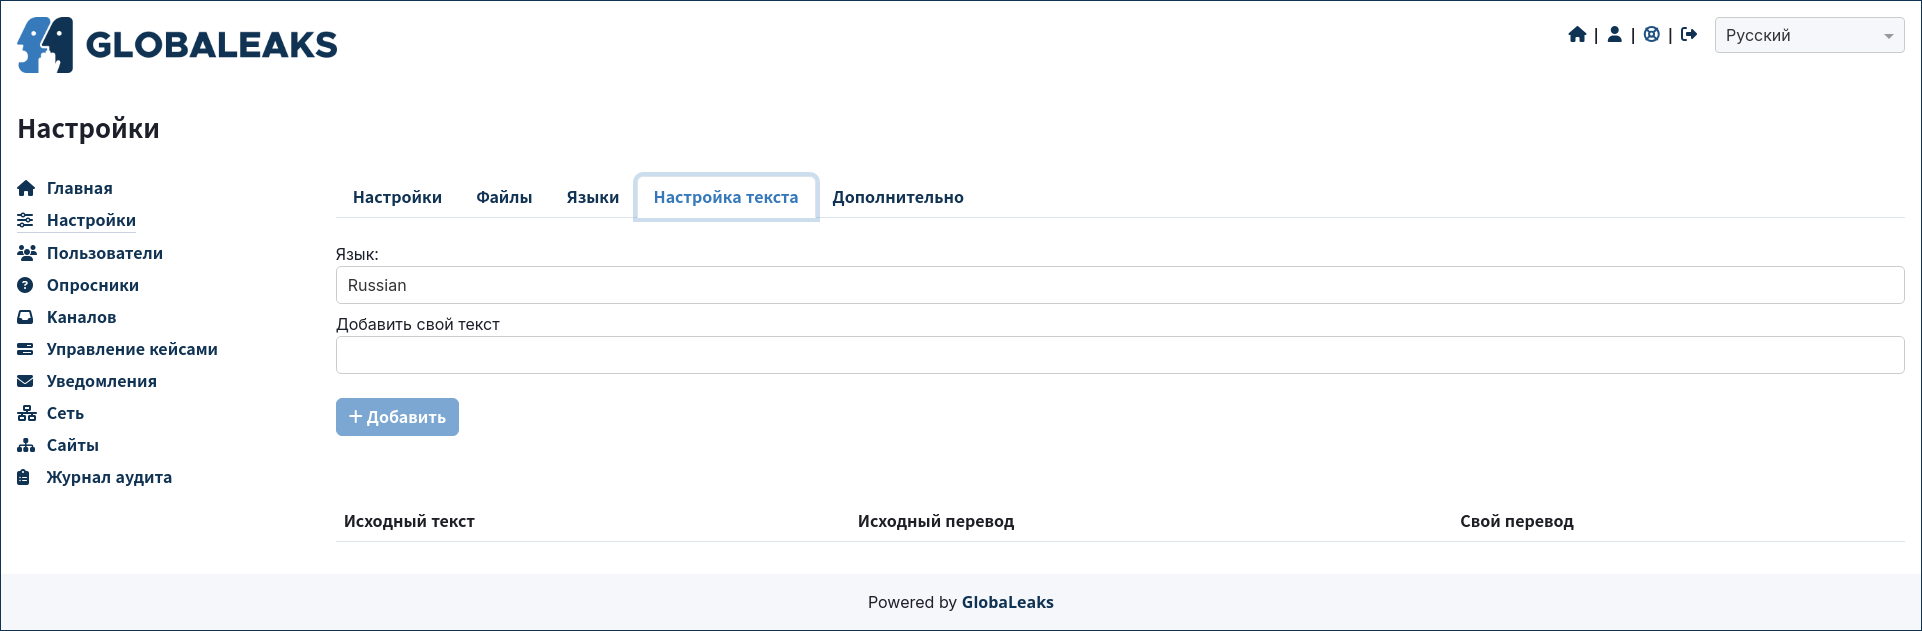 GLOBALEAKS
| | |
Русский
Настройки
Главная
Настройки
Пользователи
Опросники
Каналов
Управление кейсами
Уведомления
Сеть
Сайты
Журнал аудита
Настройки Файлы Языки Настройка текста Дополнительно
Язык:
Russian
Добавить свой текст
+ Добавить
Исходный текст Исходный перевод Свой перевод
Powered by GlobaLeaks